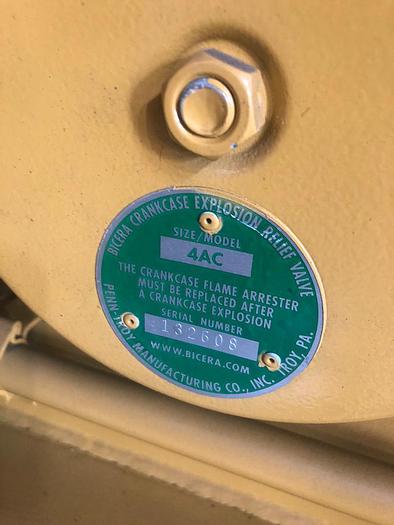 BICERA CRANKCASE EXPLOSION RELIEF VALVE
SIZE/MODEL
4AC
THE CRANKCASE FLAME ARRESTER
MUST BE REPLACED AFTER
A CRANKCASE EXPLOSION
SERIAL NUMBER
132608
WWW.BICERA.COM
PENN-TROY MANUFACTURING CO., INC. TROY, PA.